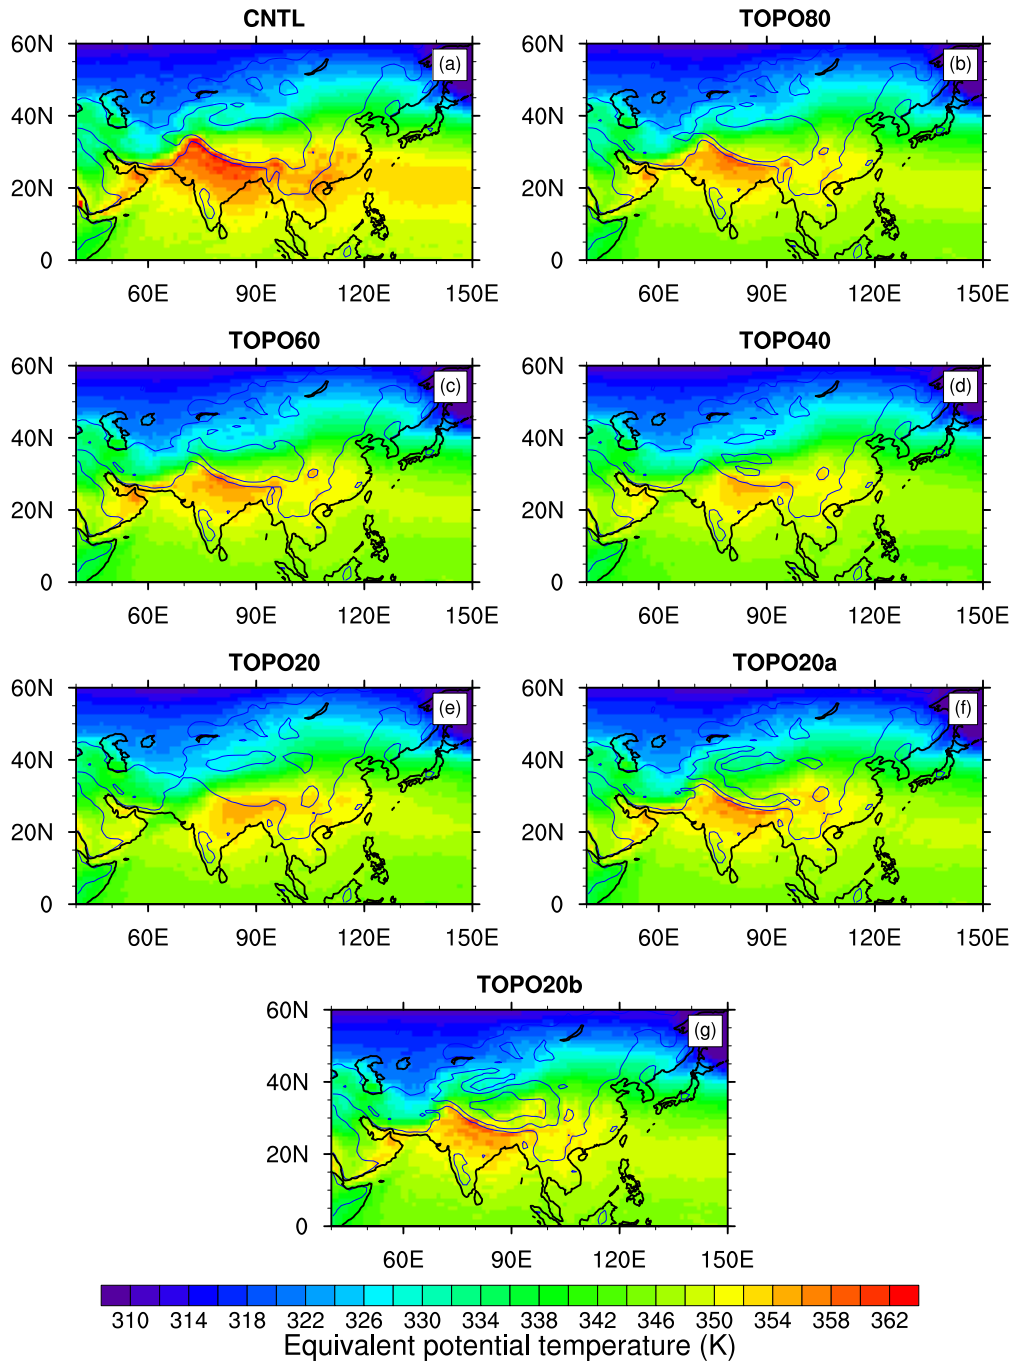 CNTL
TOPO80
60N
(a)
40N
20N
0
60E 90E 120E 150E
60N
(b)
40N
20N
0
60E 90E 120E 150E
TOPO60
TOPO40
60N
(c)
40N
20N
0
60E 90E 120E 150E
60N
(d)
40N
20N
0
60E 90E 120E 150E
TOPO20
TOPO20a
60N
(e)
40N
20N
0
60E 90E 120E 150E
60N
(f)
40N
20N
0
60E 90E 120E 150E
TOPO20b
60N
(g)
40N
20N
0
60E 90E 120E 150E
310 314 318 322 326 330 334 338 342 346 350 354 358 362
Equivalent potential temperature (K)